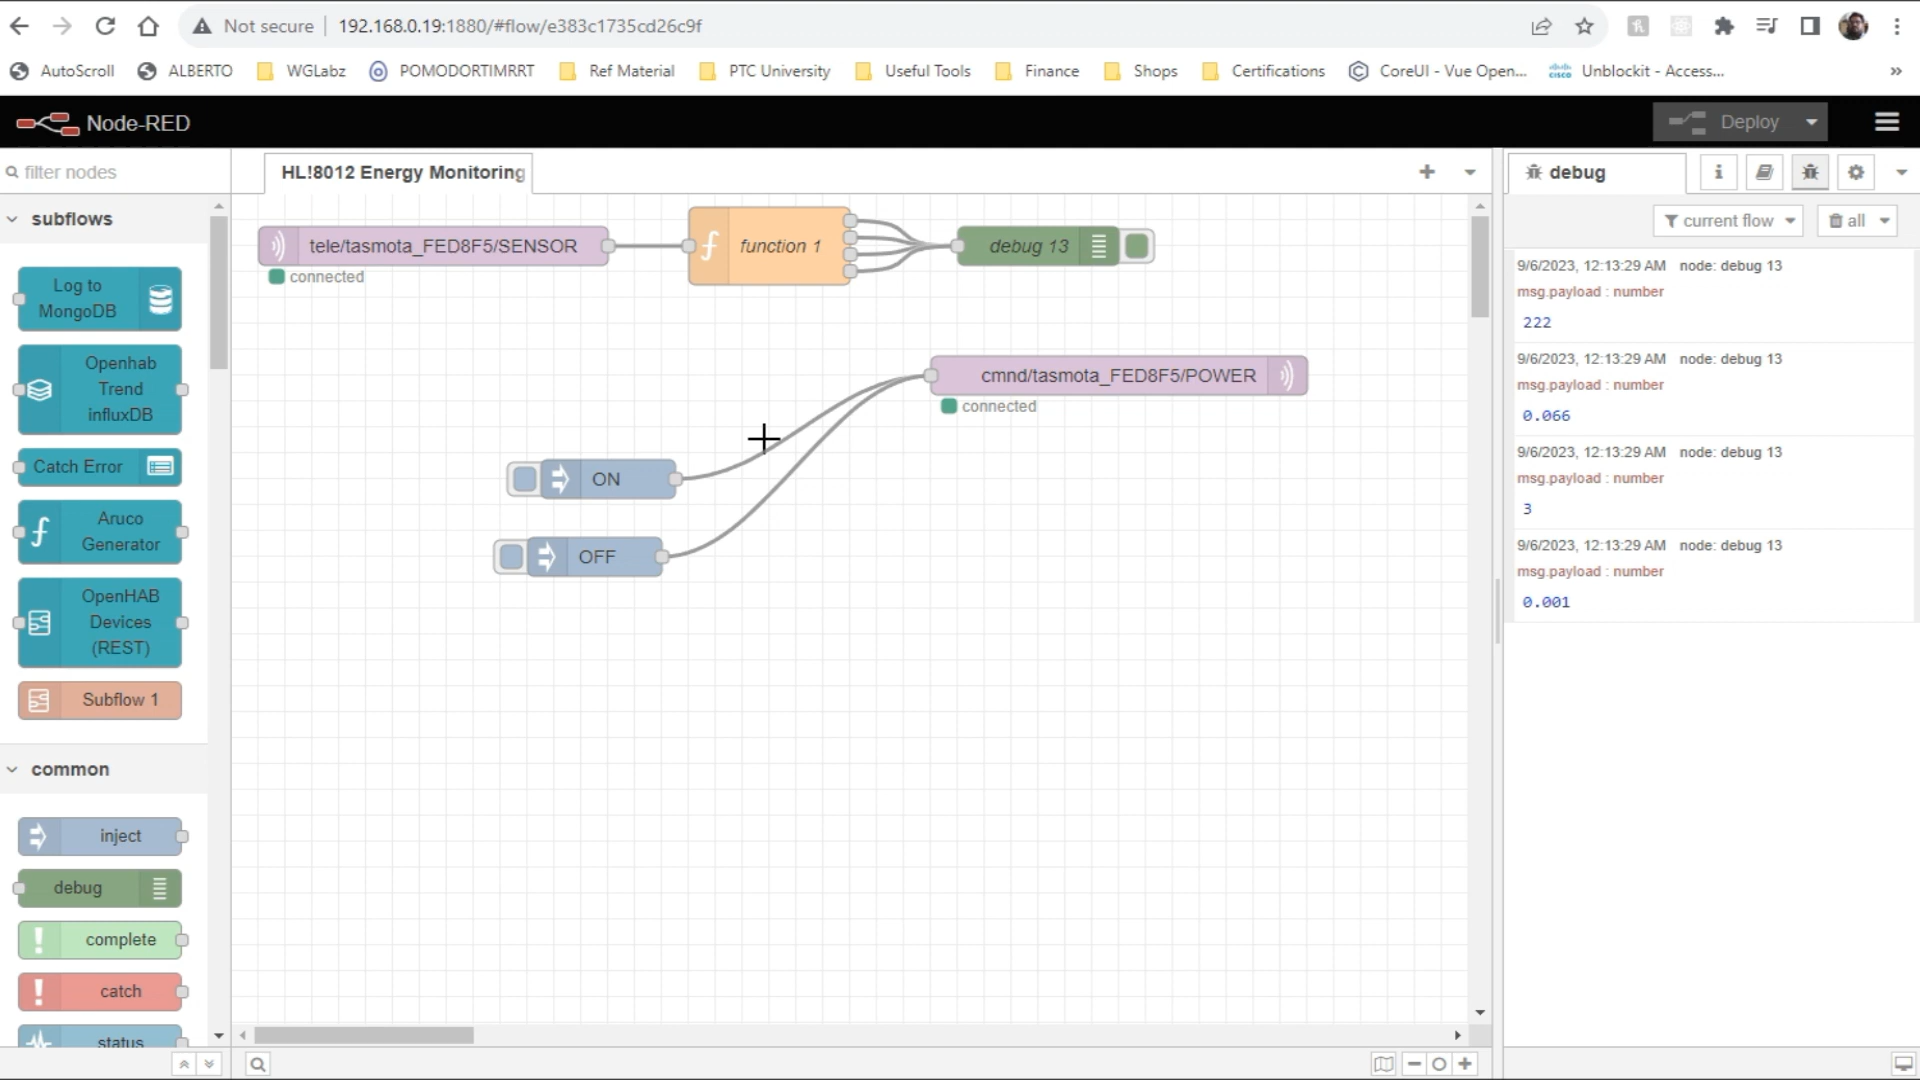 Not secure
192.168.0.19:1880/#flow/e383c1735cd26c9f
AutoScroll
ALBERTO
WGLabz
POMODORTIMRRT
Ref Material
PTC University
Useful Tools
Finance
Shops
Certifications
CoreUI - Vue Open...
Unblockit - Access...
»
Node-RED
Deploy
filter nodes
subflows
Log to
MongoDB
Openhab
Trend
influxDB
Catch Error
Aruco
Generator
OpenHAB
Devices
(REST)
Subflow 1
common
inject
debug
complete
catch
status
HL!8012 Energy Monitoring
tele/tasmota_FED8F5/SENSOR
connected
function 1
debug 13
cmnd/tasmota_FED8F5/POWER
connected
ON
OFF
debug
current flow
all
9/6/2023, 12:13:29 AM node: debug 13
msg.payload : number
222
9/6/2023, 12:13:29 AM node: debug 13
msg.payload : number
0.066
9/6/2023, 12:13:29 AM node: debug 13
msg.payload : number
3
9/6/2023, 12:13:29 AM node: debug 13
msg.payload : number
0.001